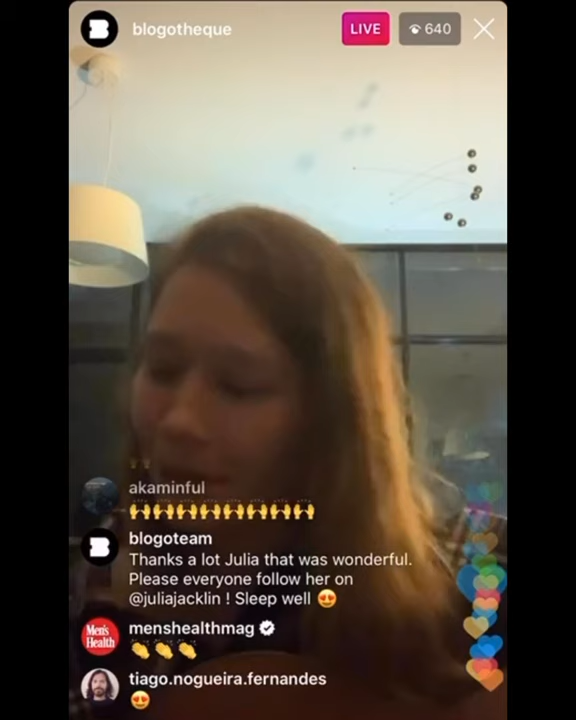 blogotheque LIVE 640
akaminful
🙌🙌🙌🙌🙌🙌🙌🙌
blogoteam
Thanks a lot Julia that was wonderful.
Please everyone follow her on
@juliajacklin ! Sleep well 😍
Men's
Health
menshealthmag
👏👏👏
tiago.nogueira.fernandes
😍